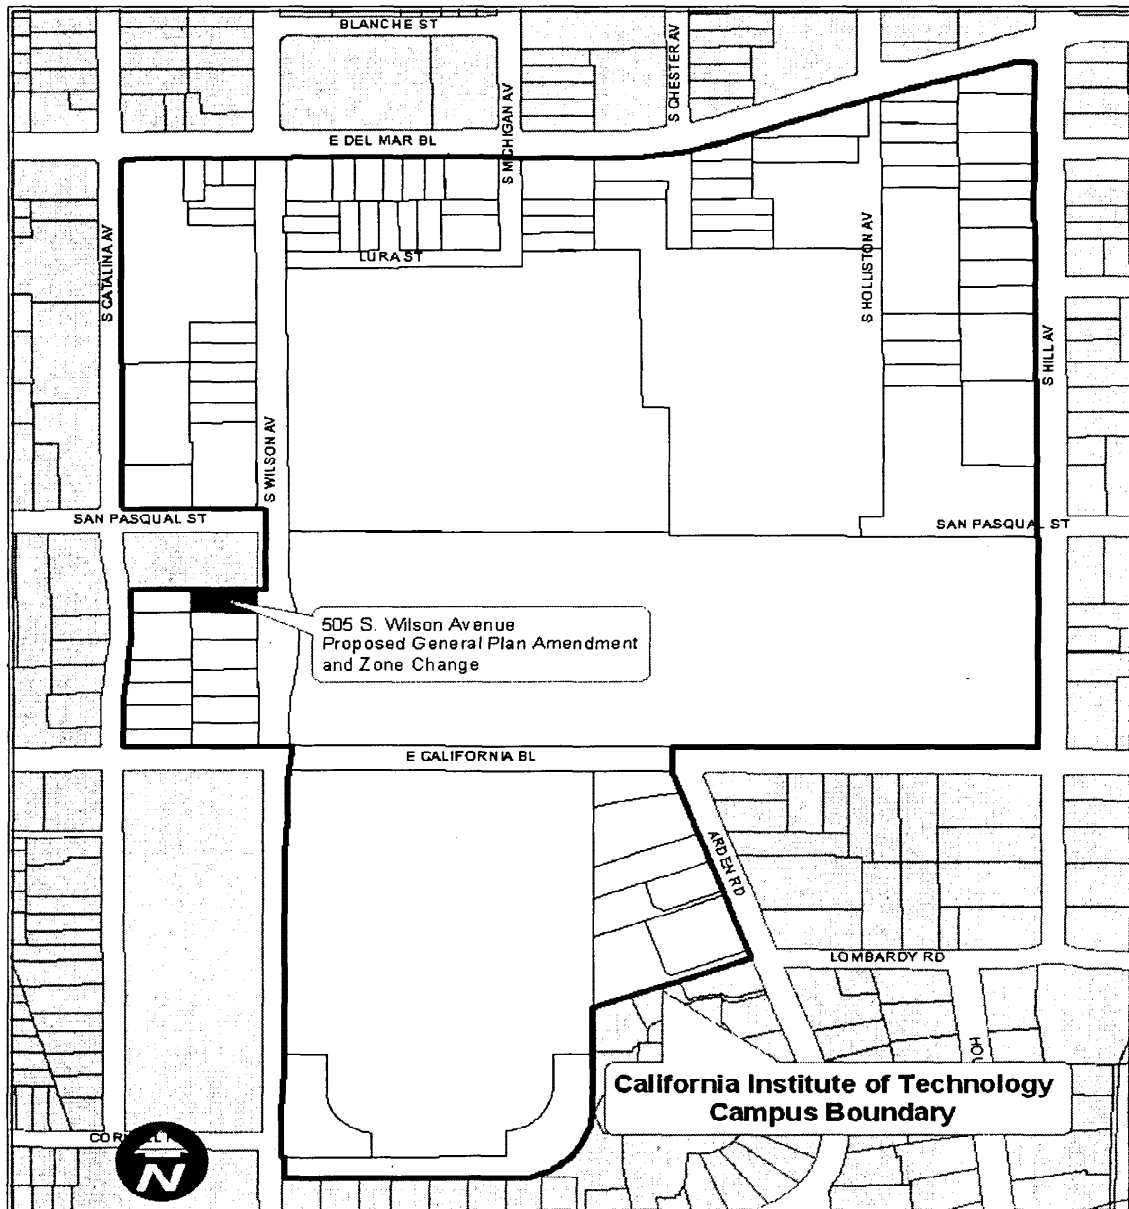 BLANCHE ST
S CHESTER AV
S MICHIGAN AV
E DEL MAR BL
S CATALINA AV
LURA ST
S HOLLISTON AV
S HILL AV
S WILSON AV
SAN PASQUAL ST
SAN PASQUAL ST
505 S. Wilson Avenue
Proposed General Plan Amendment
and Zone Change
E CALIFORNIA BL
ARDEN RD
LOMBARDY RD
California Institute of Technology
Campus Boundary
N